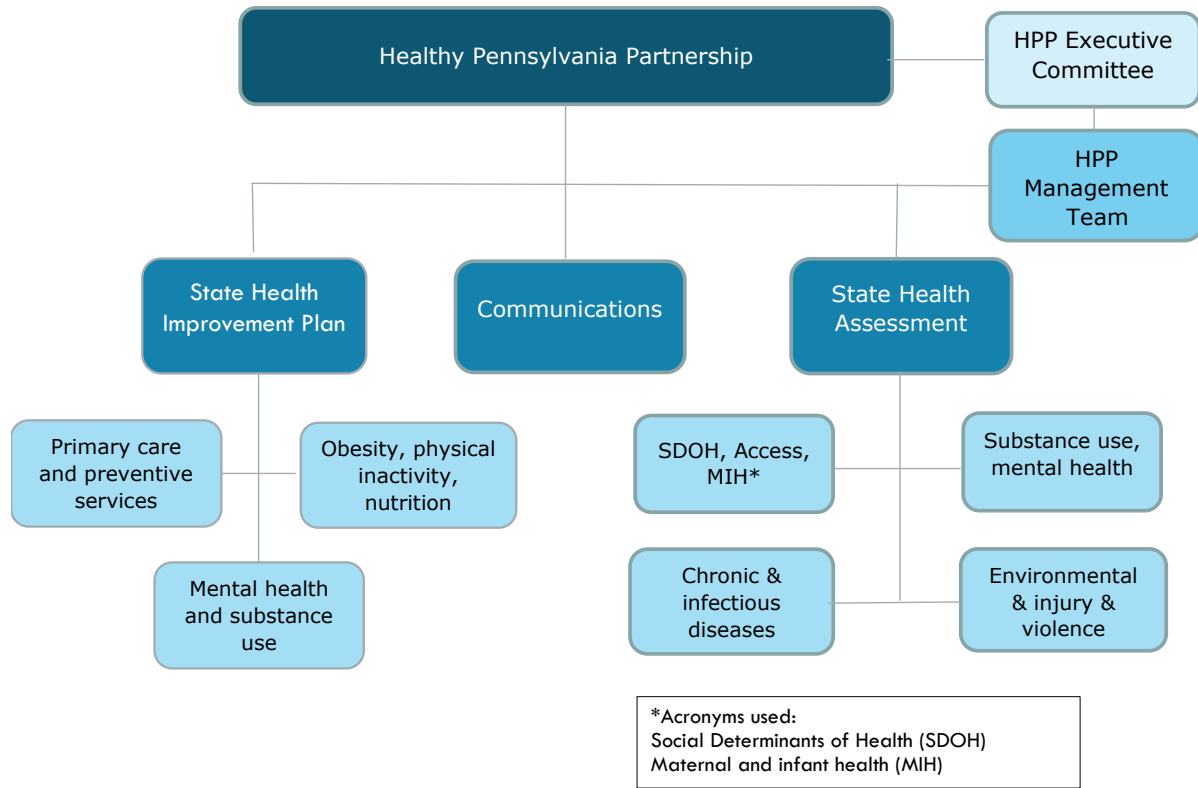 Healthy Pennsylvania Partnership
HPP Executive
Committee
HPP
Management
Team
State Health
Improvement Plan
Communications
State Health
Assessment
Primary care
and preventive
services
Obesity, physical
inactivity,
nutrition
Mental health
and substance
use
SDOH, Access,
MIH*
Substance use,
mental health
Chronic &
infectious
diseases
Environmental
& injury &
violence
*Acronyms used:
Social Determinants of Health (SDOH)
Maternal and infant health (MIH)